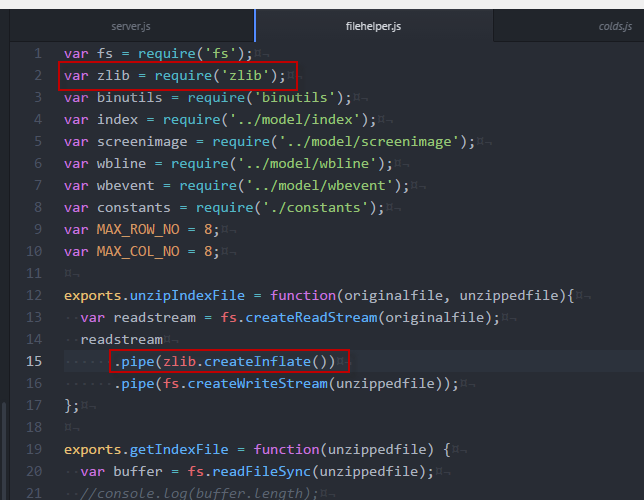 server.js filehelper.js colds.js
1 var fs = require('fs');¤¬
2 var zlib = require('zlib');¤¬
3 var binutils = require('binutils');¤¬
4 var index = require('../model/index');¤¬
5 var screenimage = require('../model/screenimage');¤¬
6 var wbline = require('../model/wbline');¤¬
7 var wbevent = require('../model/wbevent');¤¬
8 var constants = require('./constants');¤¬
9 var MAX_ROW_NO = 8;¤¬
10 var MAX_COL_NO = 8;¤¬
11 ¤¬
12 exports.unzipIndexFile = function(originalfile, unzippedfile){¤¬
13 ··var readstream = fs.createReadStream(originalfile);¤¬
14 ··readstream¤¬
15 ······.pipe(zlib.createInflate())¤¬
16 ······.pipe(fs.createWriteStream(unzippedfile));¤¬
17 };¤¬
18 ¤¬
19 exports.getIndexFile = function(unzippedfile) {¤¬
20 ··var buffer = fs.readFileSync(unzippedfile);¤¬
21 ··//console.log(buffer.length);¤¬